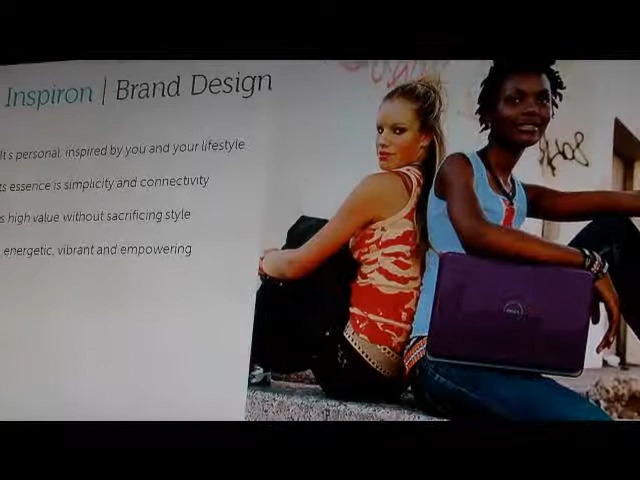 Inspiron | Brand Design
It's personal, inspired by you and your lifestyle
ts essence is simplicity and connectivity
s high value without sacrificing style
energetic, vibrant and empowering
DELL